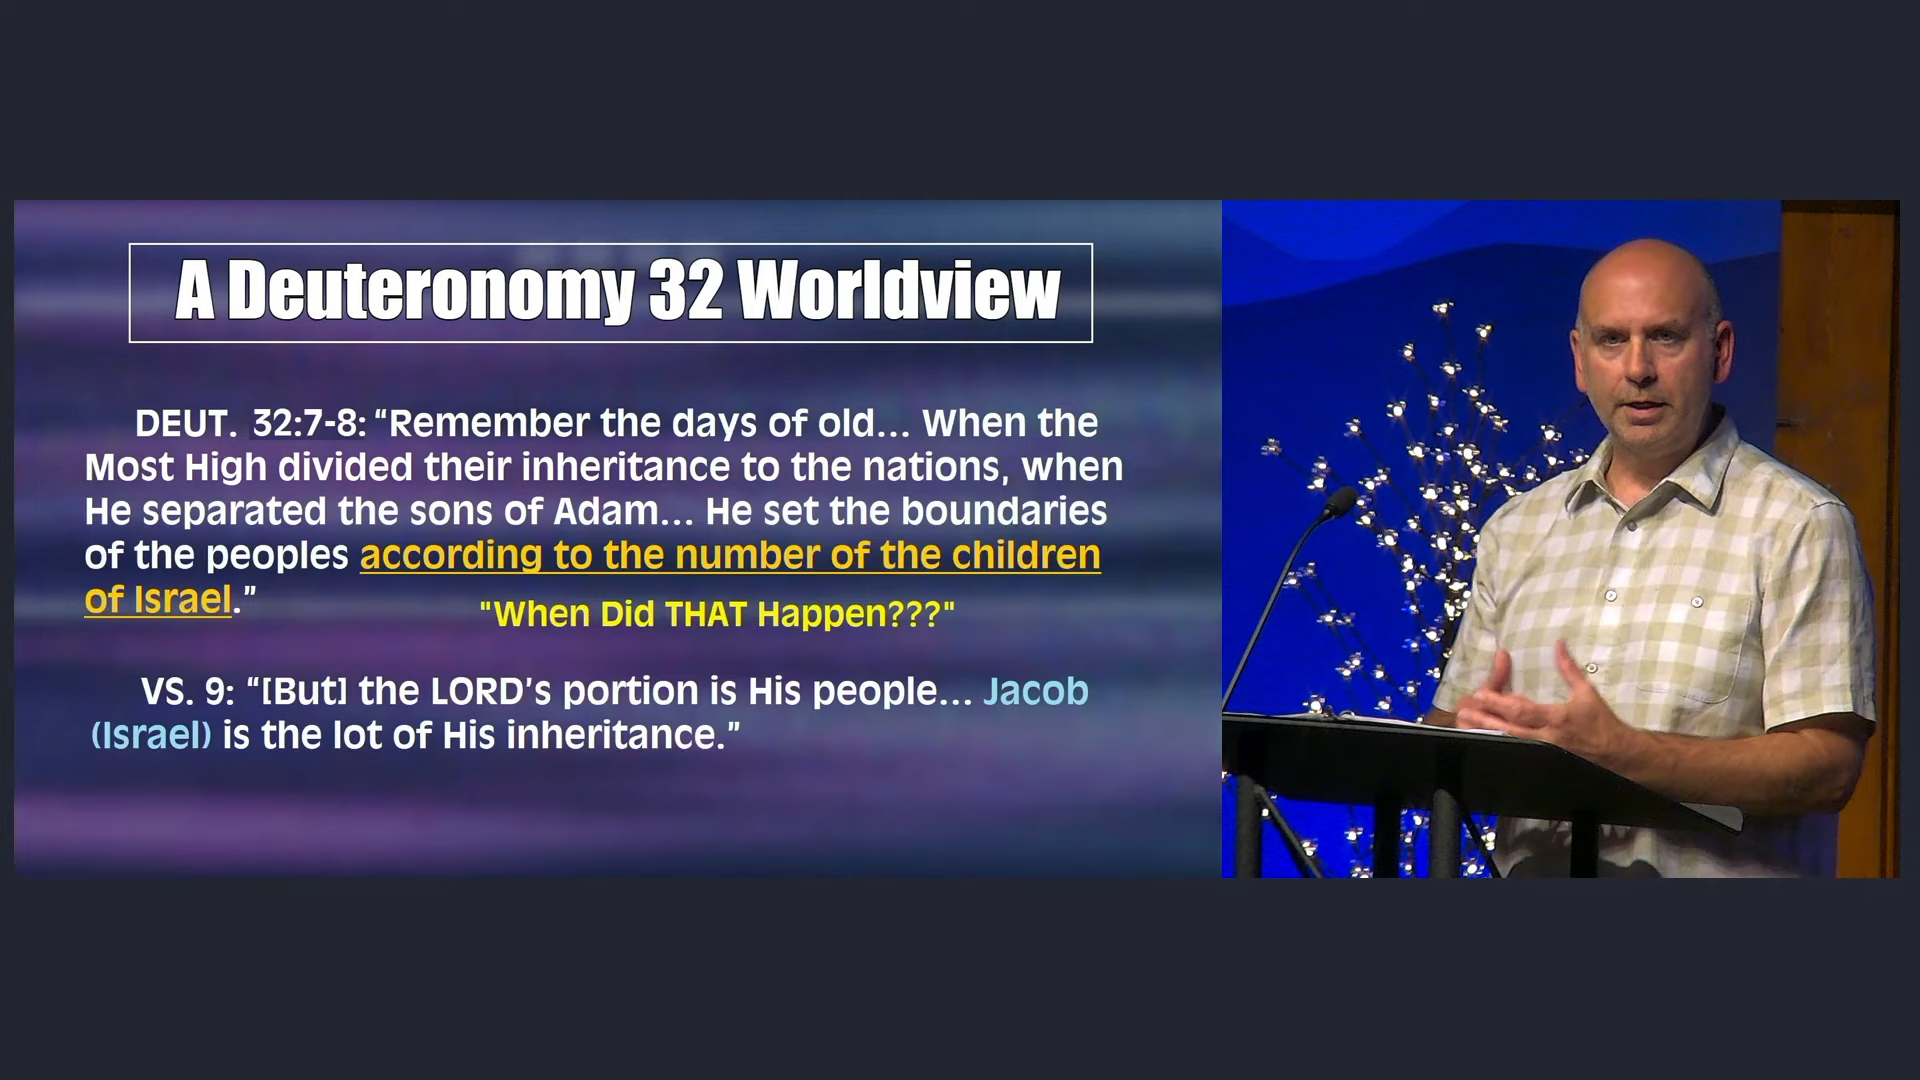 A Deuteronomy 32 Worldview
DEUT. 32:7-8: “Remember the days of old... When the
Most High divided their inheritance to the nations, when
He separated the sons of Adam... He set the boundaries
of the peoples according to the number of the children
of Israel.”
"When Did THAT Happen???"
VS. 9: “[But] the LORD’s portion is His people... Jacob
(Israel) is the lot of His inheritance.”